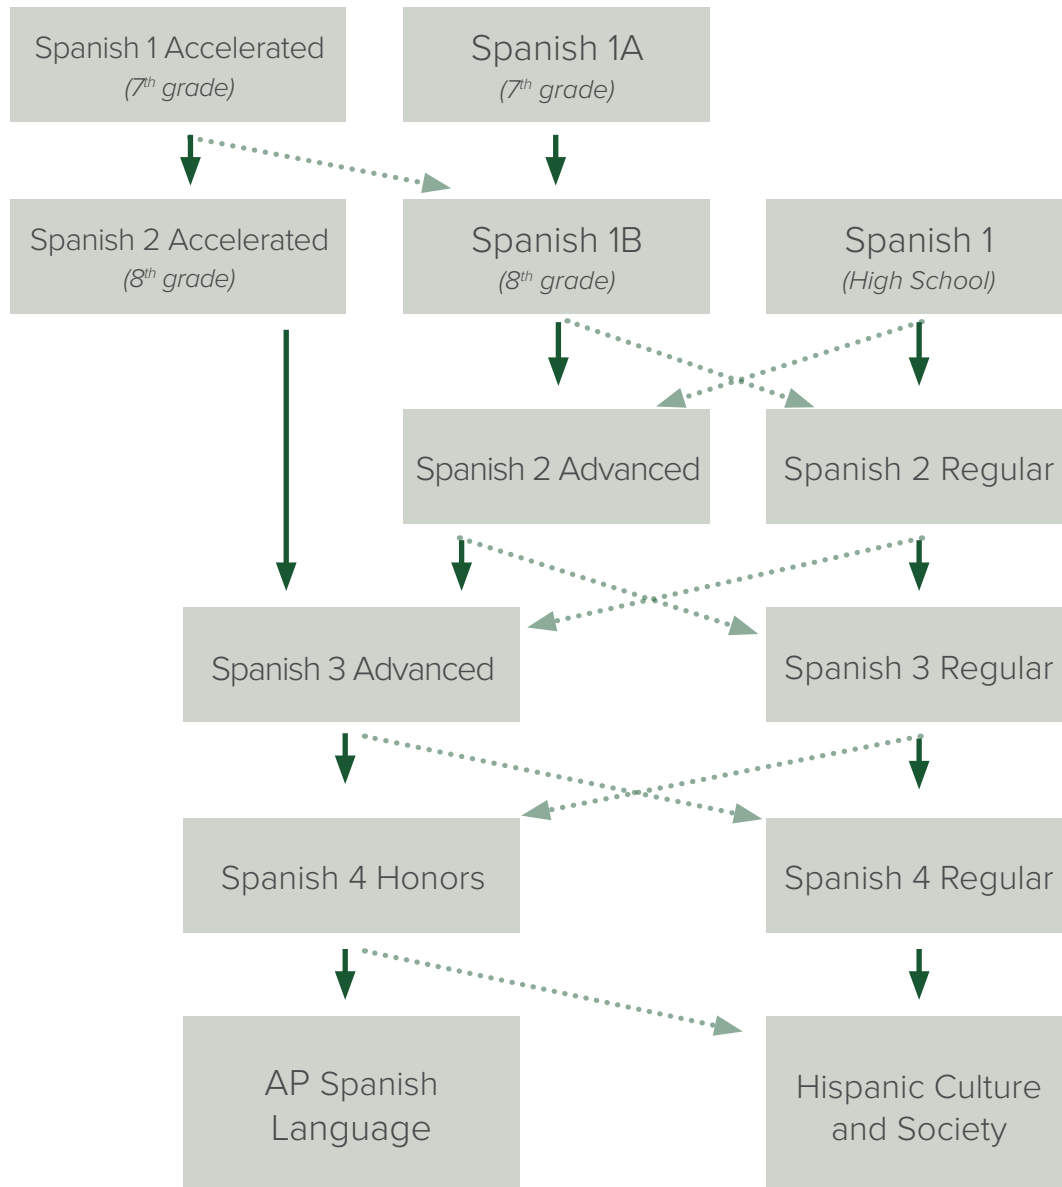 Spanish 1 Accelerated
(7th grade)
Spanish 1A
(7th grade)
Spanish 2 Accelerated
(8th grade)
Spanish 1B
(8th grade)
Spanish 1
(High School)
Spanish 2 Advanced
Spanish 2 Regular
Spanish 3 Advanced
Spanish 3 Regular
Spanish 4 Honors
Spanish 4 Regular
AP Spanish
Language
Hispanic Culture
and Society